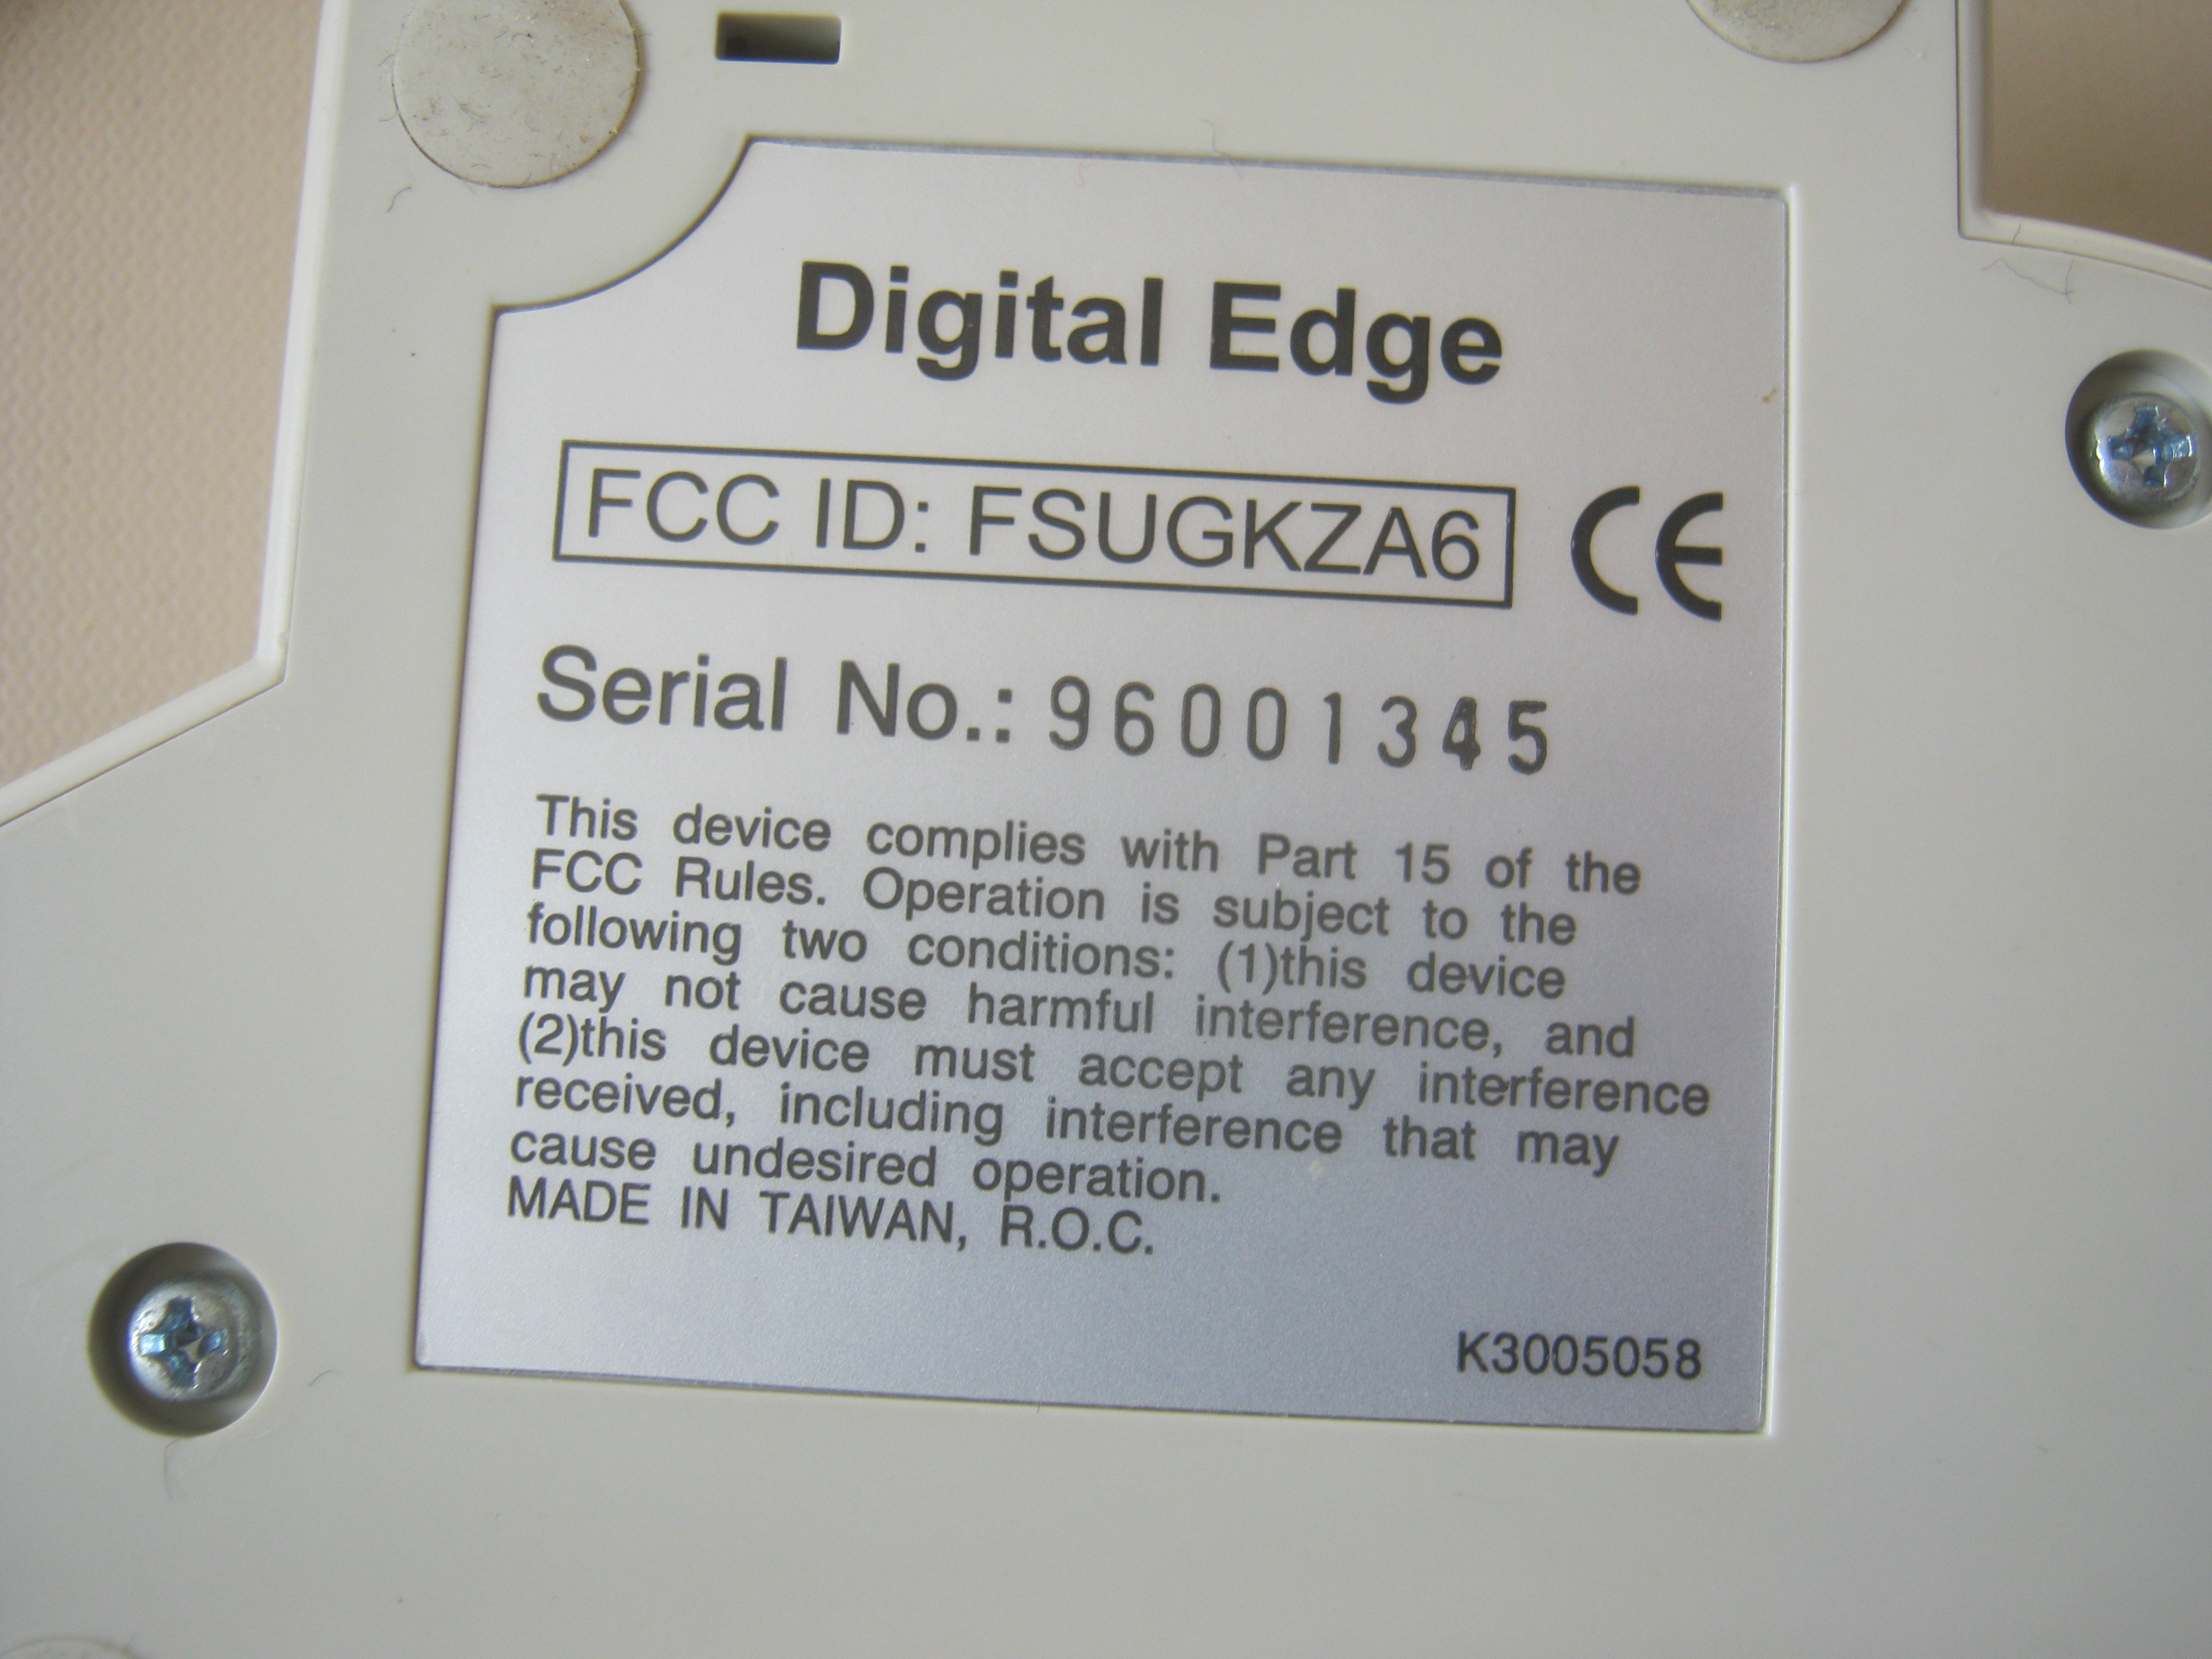 Digital Edge
FCC ID: FSUGKZA6 CE
Serial No.: 96001345
This device complies with Part 15 of the
FCC Rules. Operation is subject to the
following two conditions: (1)this device
may not cause harmful interference, and
(2)this device must accept any interference
received, including interference that may
cause undesired operation.
MADE IN TAIWAN, R.O.C.
K3005058